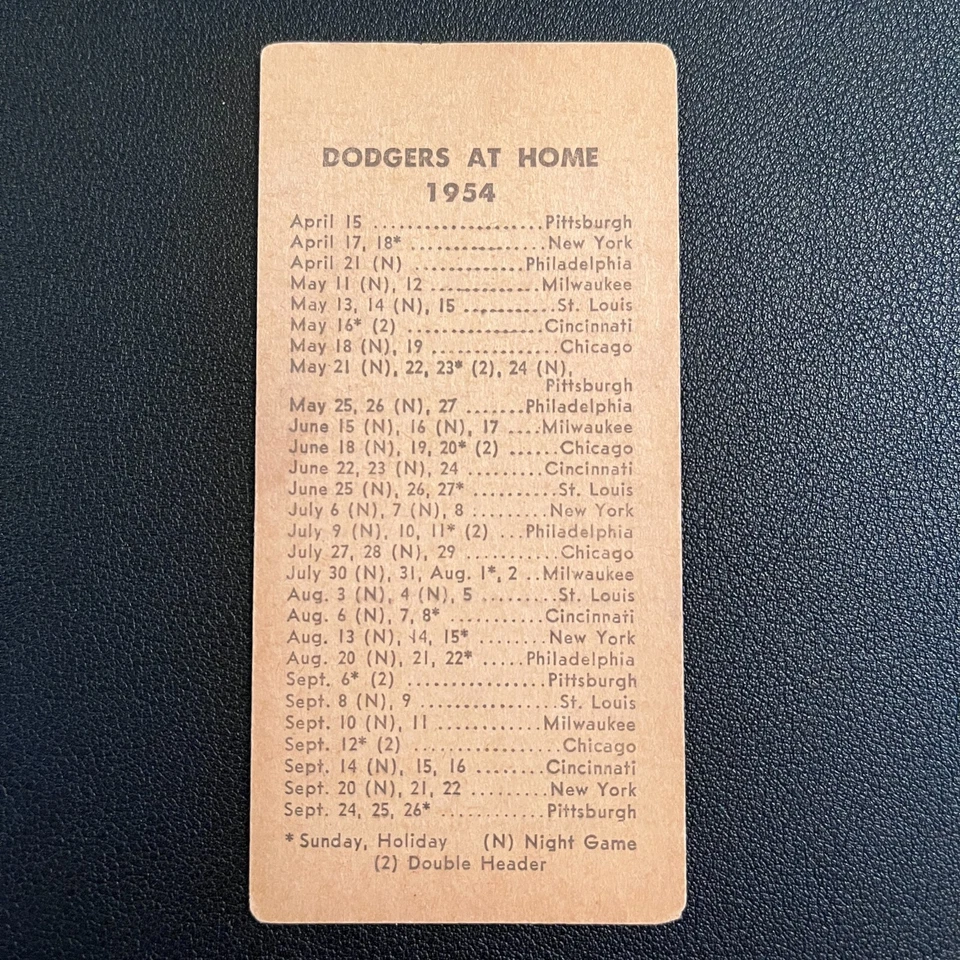 DODGERS AT HOME
1954
April 15 ....................Pittsburgh
April 17, 18* ................New York
April 21 (N) .............Philadelphia
May 11 (N), 12 .............Milwaukee
May 13, 14 (N), 15 ...........St. Louis
May 16* (2) ................Cincinnati
May 18 (N), 19 ...............Chicago
May 21 (N), 22, 23* (2), 24 (N),
Pittsburgh
May 25, 26 (N), 27 .......Philadelphia
June 15 (N), 16 (N), 17 ....Milwaukee
June 18 (N), 19, 20* (2) ......Chicago
June 22, 23 (N), 24 .........Cincinnati
June 25 (N), 26, 27* ..........St. Louis
July 6 (N), 7 (N), 8 .........New York
July 9 (N), 10, 11* (2) ...Philadelphia
July 27, 28 (N), 29 ...........Chicago
July 30 (N), 31, Aug. 1*, 2 ..Milwaukee
Aug. 3 (N), 4 (N), 5 .........St. Louis
Aug. 6 (N), 7, 8* ............Cincinnati
Aug. 13 (N), 14, 15* ........New York
Aug. 20 (N), 21, 22* .....Philadelphia
Sept. 6* (2) .................Pittsburgh
Sept. 8 (N), 9 .................St. Louis
Sept. 10 (N), 11 ............Milwaukee
Sept. 12* (2) ..................Chicago
Sept. 14 (N), 15, 16 ........Cincinnati
Sept. 20 (N), 21, 22 .........New York
Sept. 24, 25, 26* ............Pittsburgh
* Sunday, Holiday (N) Night Game
(2) Double Header